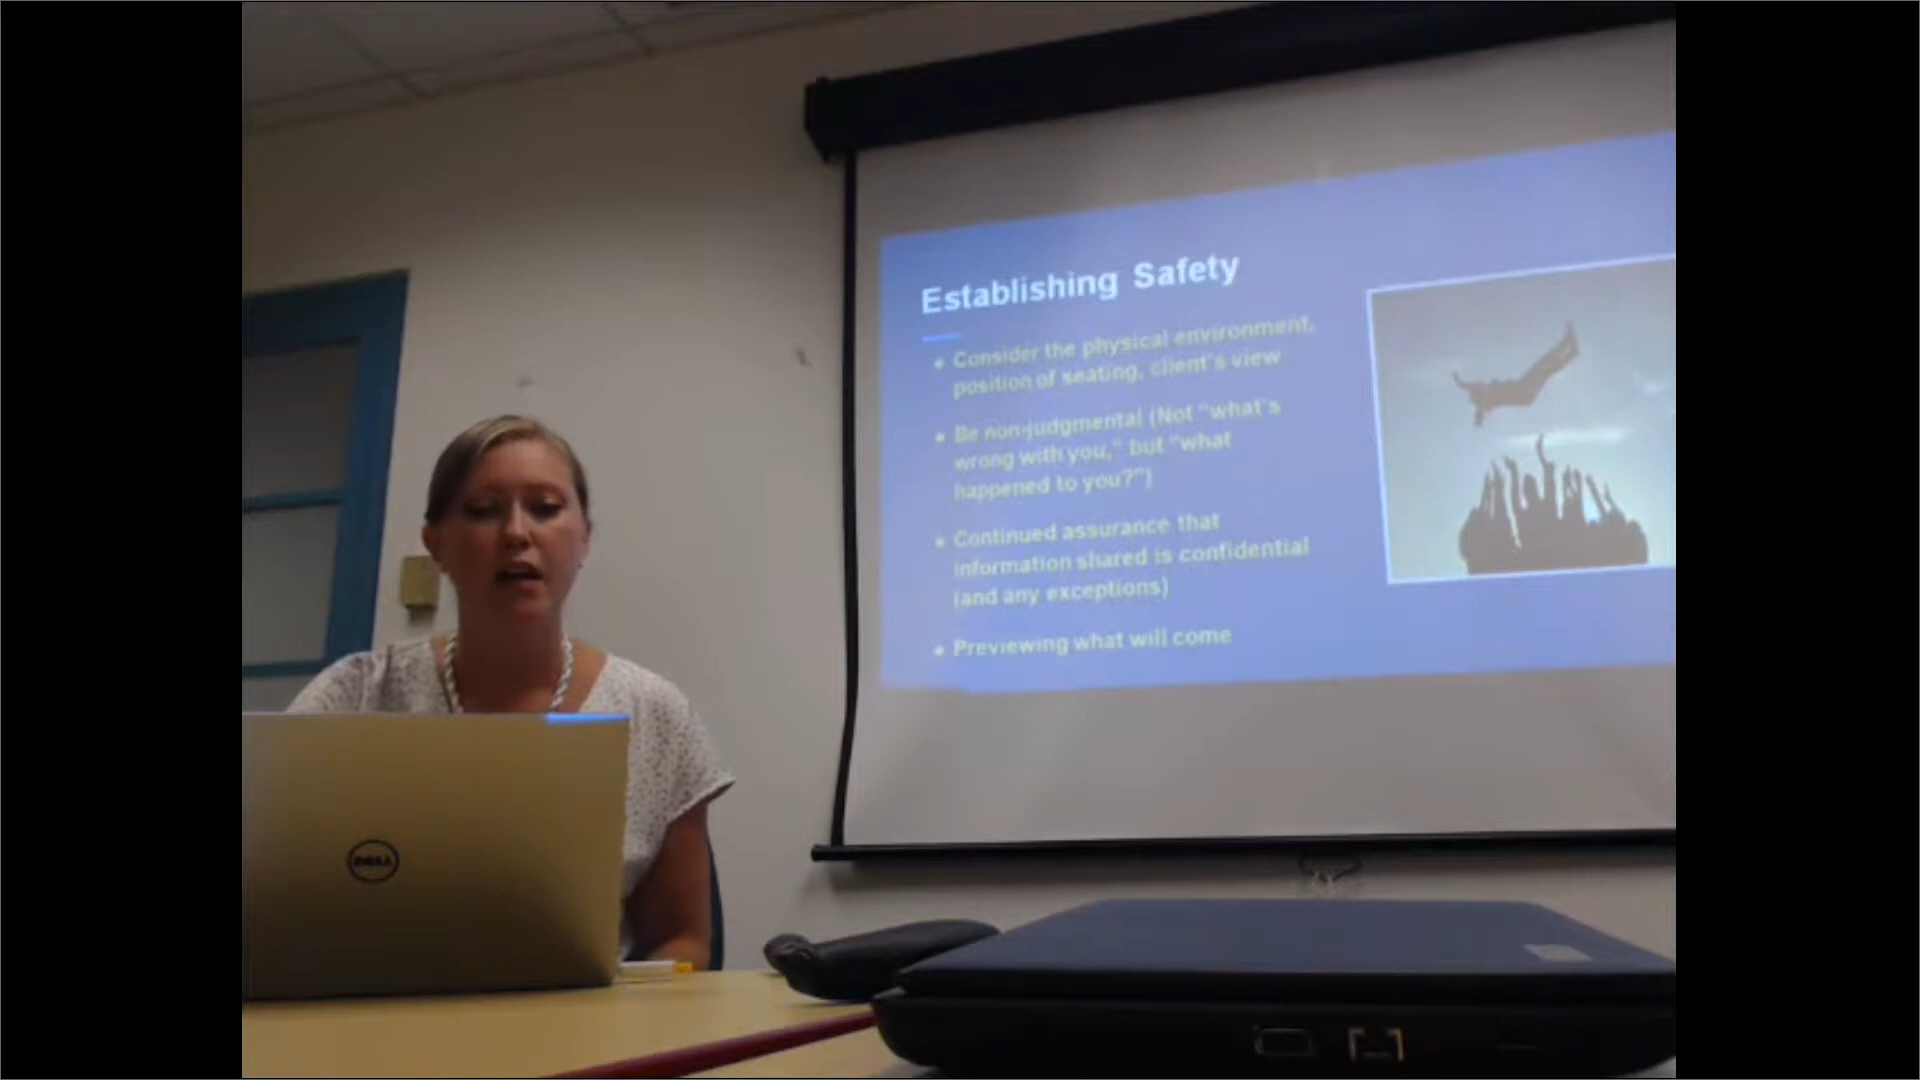 Establishing Safety
• Consider the physical environment,
position of seating, client's view
• Be non-judgmental (Not "what's
wrong with you," but "what
happened to you?")
• Continued assurance that
information shared is confidential
(and any exceptions)
• Previewing what will come
DELL